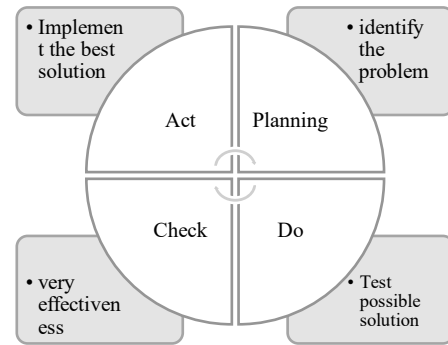 • Implemen
t the best
solution
• identify
the
problem
Act
Planning
Check
Do
• very
effectiven
ess
• Test
possible
solution